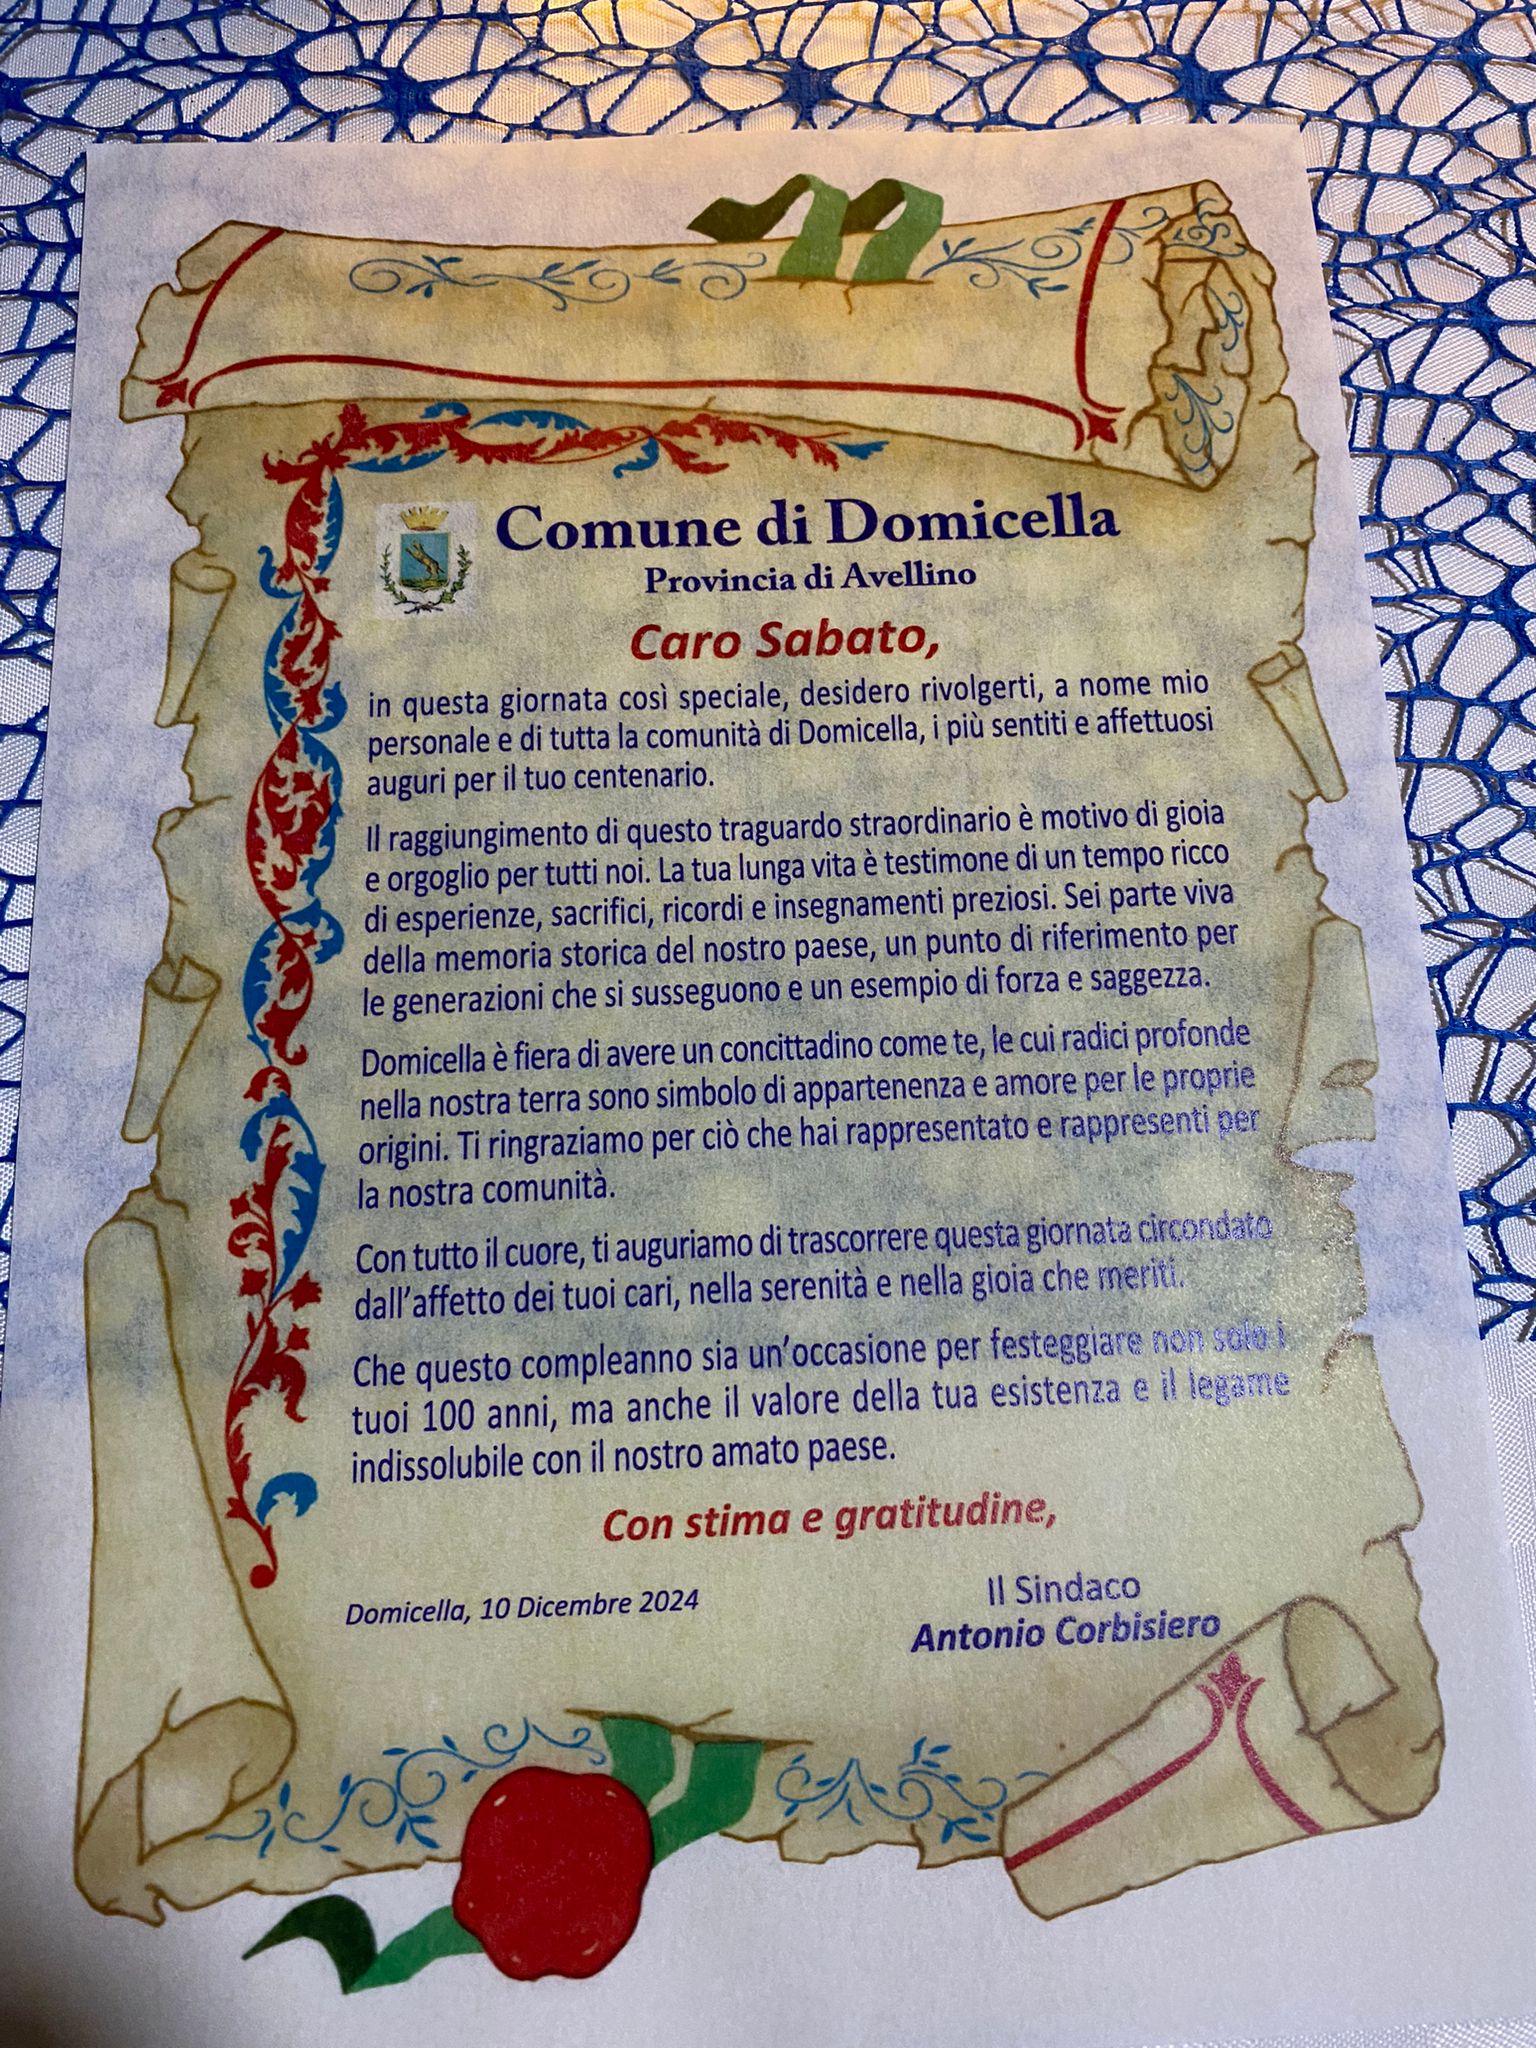 Comune di Domicella
Provincia di Avellino
Caro Sabato,
in questa giornata così speciale, desidero rivolgerti, a nome mio
personale e di tutta la comunità di Domicella, i più sentiti e affettuosi
auguri per il tuo centenario.
Il raggiungimento di questo traguardo straordinario è motivo di gioia
e orgoglio per tutti noi. La tua lunga vita è testimone di un tempo ricco
di esperienze, sacrifici, ricordi e insegnamenti preziosi. Sei parte viva
della memoria storica del nostro paese, un punto di riferimento per
le generazioni che si susseguono e un esempio di forza e saggezza.
Domicella è fiera di avere un concittadino come te, le cui radici profonde
nella nostra terra sono simbolo di appartenenza e amore per le proprie
origini. Ti ringraziamo per ciò che hai rappresentato e rappresenti per
la nostra comunità.
Con tutto il cuore, ti auguriamo di trascorrere questa giornata circondato
dall'affetto dei tuoi cari, nella serenità e nella gioia che meriti.
Che questo compleanno sia un'occasione per festeggiare non solo i
tuoi 100 anni, ma anche il valore della tua esistenza e il legame
indissolubile con il nostro amato paese.
Con stima e gratitudine,
Domicella, 10 Dicembre 2024
Il Sindaco
Antonio Corbisiero